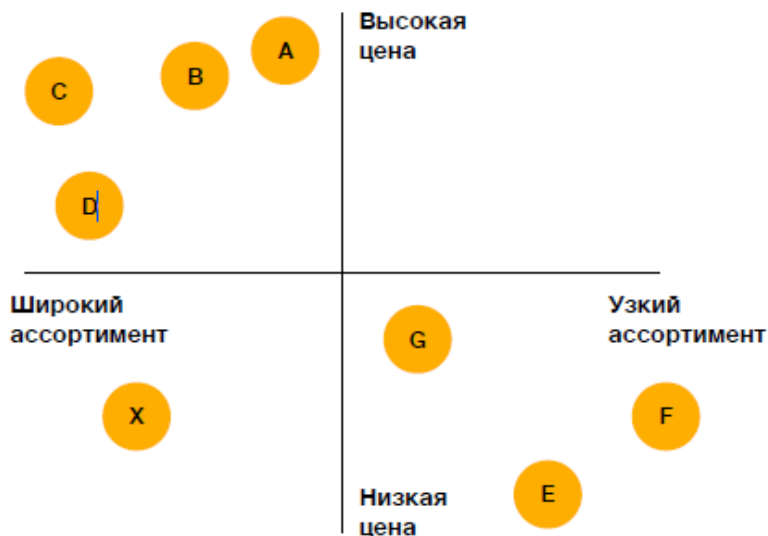 Высокая
цена
A
B
C
D
Широкий
ассортимент
Узкий
ассортимент
G
X
F
E
Низкая
цена